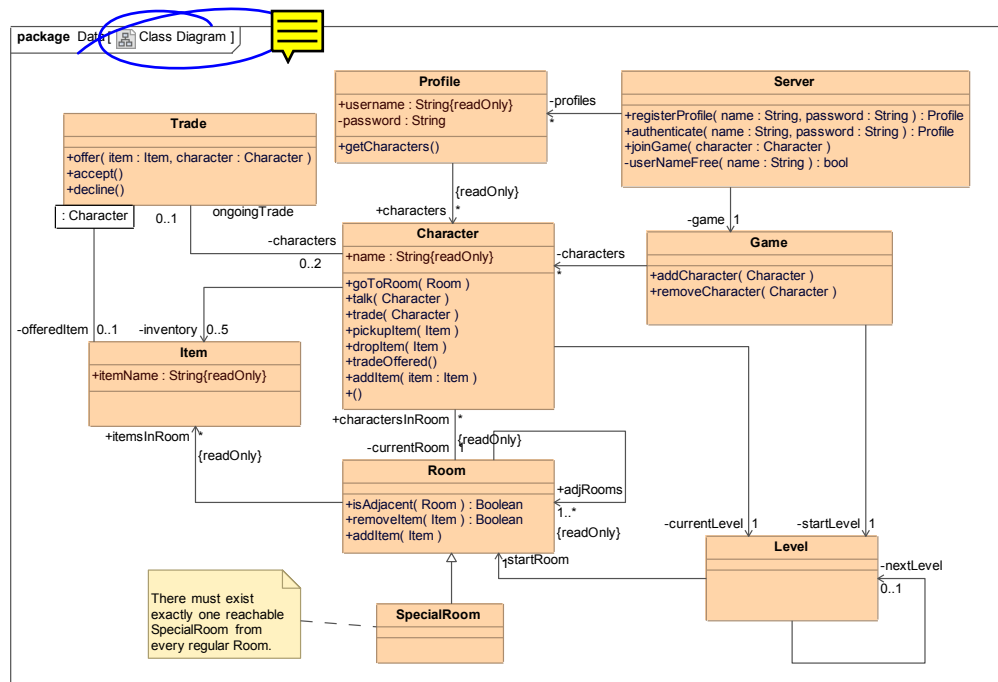 package Data[ Class Diagram ]
Profile
+username : String{readOnly}
-password : String
+getCharacters()
Server
+registerProfile( name : String, password : String ) : Profile
+authenticate( name : String, password : String ) : Profile
+joinGame( character : Character )
-userNameFree( name : String ) : bool
-profiles
*
Trade
+offer( item : Item, character : Character )
+accept()
+decline()
: Character
0..1
ongoingTrade
{readOnly}
+characters
*
-game
1
-characters
0..2
Character
+name : String{readOnly}
+goToRoom( Room )
+talk( Character )
+trade( Character )
+pickupItem( Item )
+dropItem( Item )
+tradeOffered()
+addItem( item : Item )
+()
-characters
*
Game
+addCharacter( Character )
+removeCharacter( Character )
-offeredItem
0..1
-inventory
0..5
Item
+itemName : String{readOnly}
+itemsInRoom
*
{readOnly}
+charactersInRoom
*
{readOnly}
-currentRoom
1
Room
+isAdjacent( Room ) : Boolean
+removeItem( Item ) : Boolean
+addItem( Item )
+adjRooms
1..*
{readOnly}
-currentLevel
1
-startLevel
1
-startRoom
1
Level
-nextLevel
0..1
There must exist
exactly one reachable
SpecialRoom from
every regular Room.
SpecialRoom